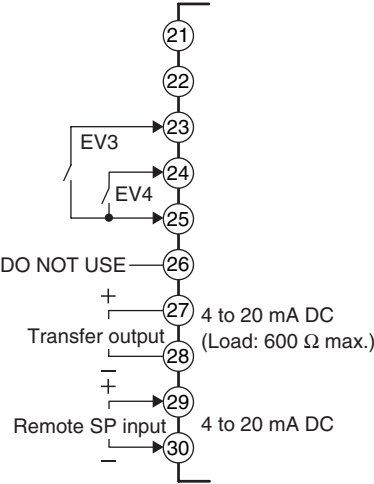 21
22
23
EV3
24
EV4
25
DO NOT USE 26
+
27 4 to 20 mA DC
Transfer output (Load: 600 Ω max.)
28
−
+
29
Remote SP input 4 to 20 mA DC
30
−